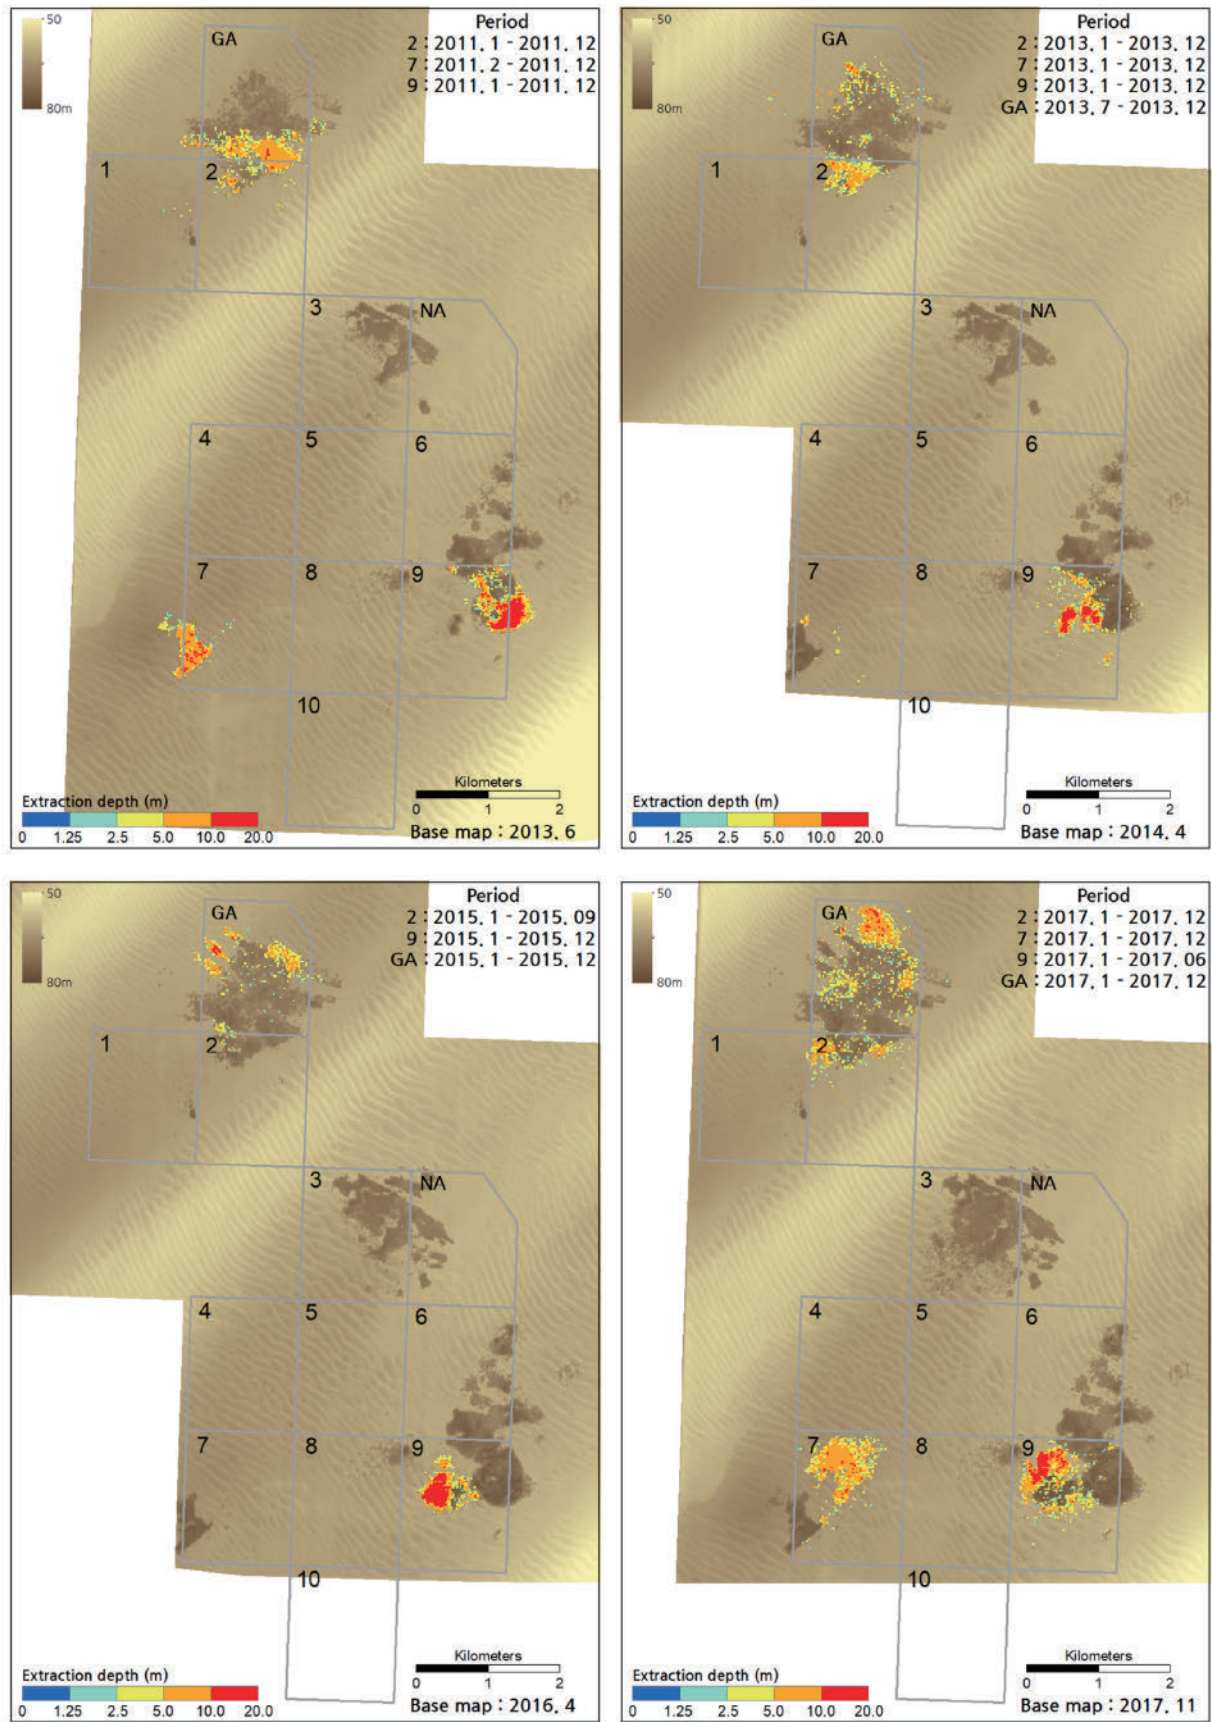 50
80m
Period
2 : 2011. 1 - 2011. 12
7 : 2011. 2 - 2011. 12
9 : 2011. 1 - 2011. 12
GA
1
2
3
NA
4
5
6
7
8
9
10
Extraction depth (m)
0 1.25 2.5 5.0 10.0 20.0
Kilometers
0 1 2
Base map : 2013. 6
50
80m
Period
2 : 2013. 1 - 2013. 12
7 : 2013. 1 - 2013. 12
9 : 2013. 1 - 2013. 12
GA : 2013. 7 - 2013. 12
GA
1
2
3
NA
4
5
6
7
8
9
10
Extraction depth (m)
0 1.25 2.5 5.0 10.0 20.0
Kilometers
0 1 2
Base map : 2014. 4
50
80m
Period
2 : 2015. 1 - 2015. 09
9 : 2015. 1 - 2015. 12
GA : 2015. 1 - 2015. 12
GA
1
2
3
NA
4
5
6
7
8
9
10
Extraction depth (m)
0 1.25 2.5 5.0 10.0 20.0
Kilometers
0 1 2
Base map : 2016. 4
50
80m
Period
2 : 2017. 1 - 2017. 12
7 : 2017. 1 - 2017. 12
9 : 2017. 1 - 2017. 06
GA : 2017. 1 - 2017. 12
GA
1
2
3
NA
4
5
6
7
8
9
10
Extraction depth (m)
0 1.25 2.5 5.0 10.0 20.0
Kilometers
0 1 2
Base map : 2017. 11